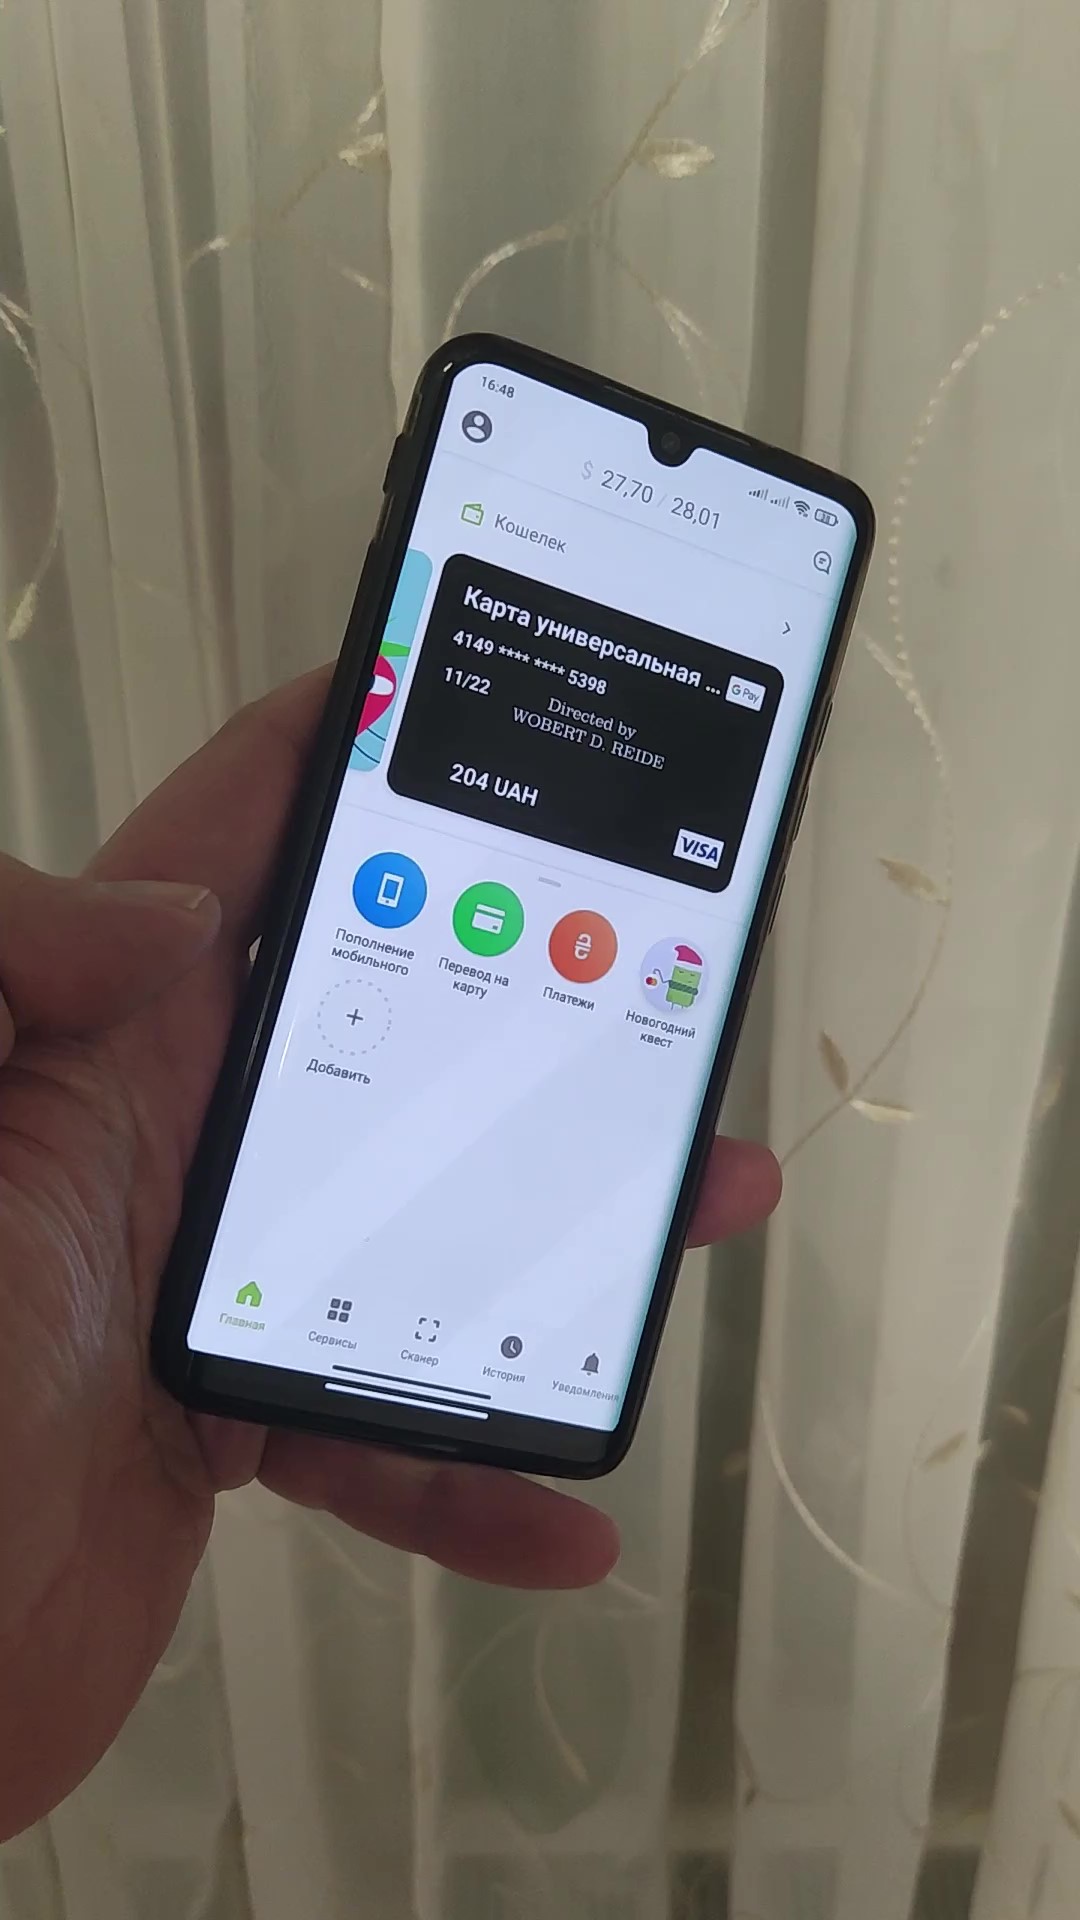 16:48
$ 27,70 / 28,01
Кошелек
Карта универсальная ...
G Pay
4149 **** **** 5398
11/22
Directed by
WOBERT D. REIDE
204 UAH
VISA
Пополнение
мобильного
Перевод на
карту
Платежи
Новогодний
квест
Добавить
Главная
Сервисы
Сканер
История
Уведомления